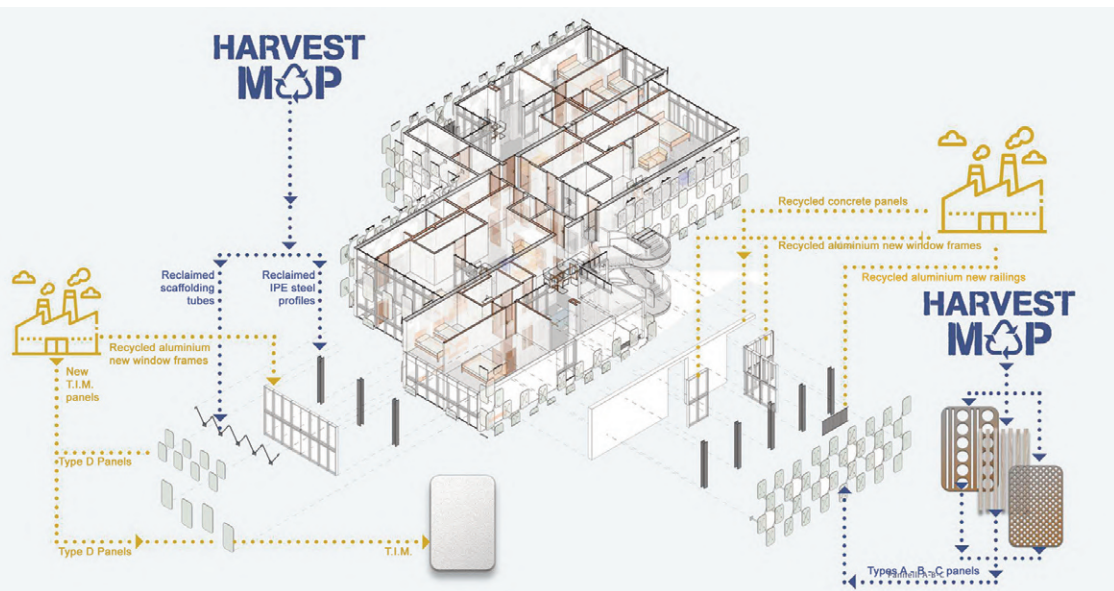 HARVEST
MAP
Reclaimed
scaffolding
tubes
Reclaimed
IPE steel
profiles
Recycled aluminium
new window frames
New
T.I.M.
panels
Type D Panels
Type D Panels
T.I.M.
Recycled concrete panels
Recycled aluminium new window frames
Recycled aluminium new railings
HARVEST
MAP
Types A - B - C panels
Pannelli A-B-C